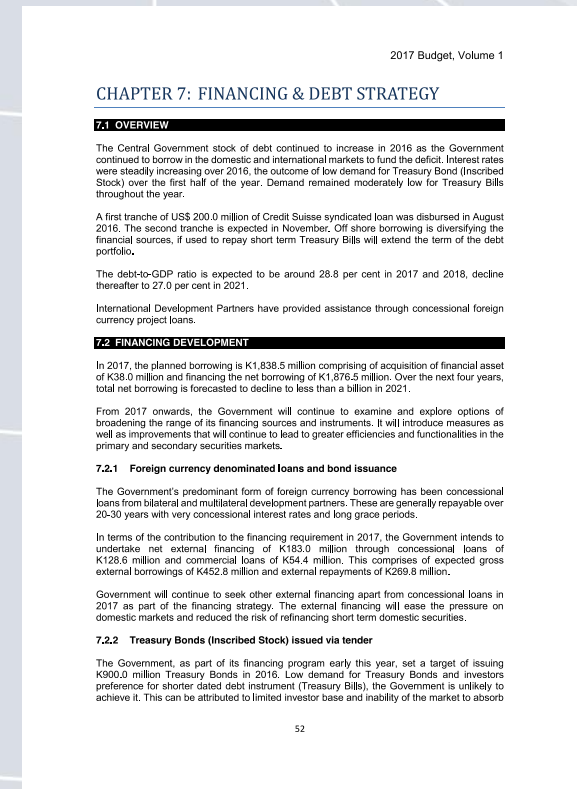 2017 Budget, Volume 1
CHAPTER 7: FINANCING & DEBT STRATEGY
7.1 OVERVIEW
The Central Government stock of debt continued to increase in 2016 as the Government
continued to borrow in the domestic and international markets to fund the deficit. Interest rates
were steadily increasing over 2016, the outcome of low demand for Treasury Bond (Inscribed
Stock) over the first half of the year. Demand remained moderately low for Treasury Bills
throughout the year.
A first tranche of US$ 200.0 million of Credit Suisse syndicated loan was disbursed in August
2016. The second tranche is expected in November. Off shore borrowing is diversifying the
financial sources, if used to repay short term Treasury Bills will extend the term of the debt
portfolio.
The debt-to-GDP ratio is expected to be around 28.8 per cent in 2017 and 2018, decline
thereafter to 27.0 per cent in 2021.
International Development Partners have provided assistance through concessional foreign
currency project loans.
7.2 FINANCING DEVELOPMENT
In 2017, the planned borrowing is K1,838.5 million comprising of acquisition of financial asset
of K38.0 million and financing the net borrowing of K1,876.5 million. Over the next four years,
total net borrowing is forecasted to decline to less than a billion in 2021.
From 2017 onwards, the Government will continue to examine and explore options of
broadening the range of its financing sources and instruments. It will introduce measures as
well as improvements that will continue to lead to greater efficiencies and functionalities in the
primary and secondary securities markets.
7.2.1 Foreign currency denominated loans and bond issuance
The Government's predominant form of foreign currency borrowing has been concessional
loans from bilateral and multilateral development partners. These are generally repayable over
20-30 years with very concessional interest rates and long grace periods.
In terms of the contribution to the financing requirement in 2017, the Government intends to
undertake net external financing of K183.0 million through concessional loans of
K128.6 million and commercial loans of K54.4 million. This comprises of expected gross
external borrowings of K452.8 million and external repayments of K269.8 million.
Government will continue to seek other external financing apart from concessional loans in
2017 as part of the financing strategy. The external financing will ease the pressure on
domestic markets and reduced the risk of refinancing short term domestic securities.
7.2.2 Treasury Bonds (Inscribed Stock) issued via tender
The Government, as part of its financing program early this year, set a target of issuing
K900.0 million Treasury Bonds in 2016. Low demand for Treasury Bonds and investors
preference for shorter dated debt instrument (Treasury Bills), the Government is unlikely to
achieve it. This can be attributed to limited investor base and inability of the market to absorb
52